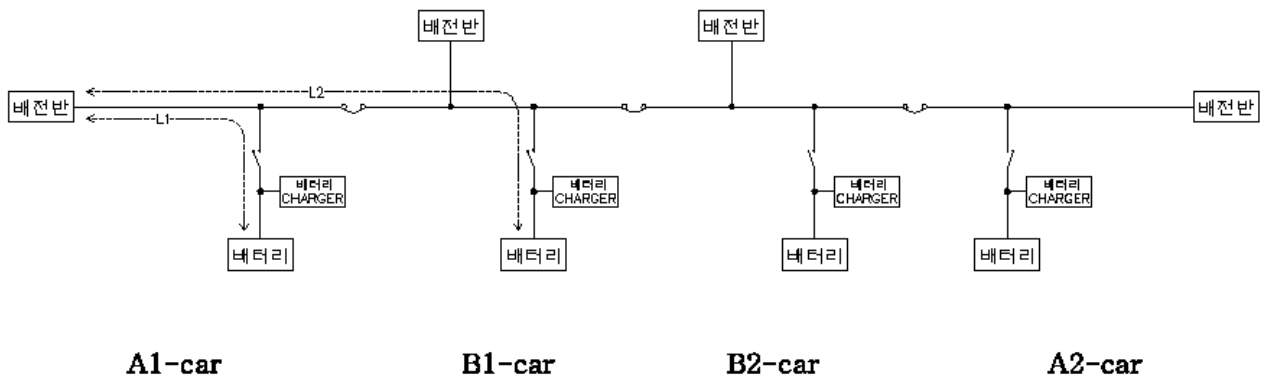 배전반
배전반
L2
배전반
L1
배전반
배터리
CHARGER
배터리
CHARGER
배터리
CHARGER
배터리
CHARGER
배터리
배터리
배터리
배터리
A1-car
B1-car
B2-car
A2-car